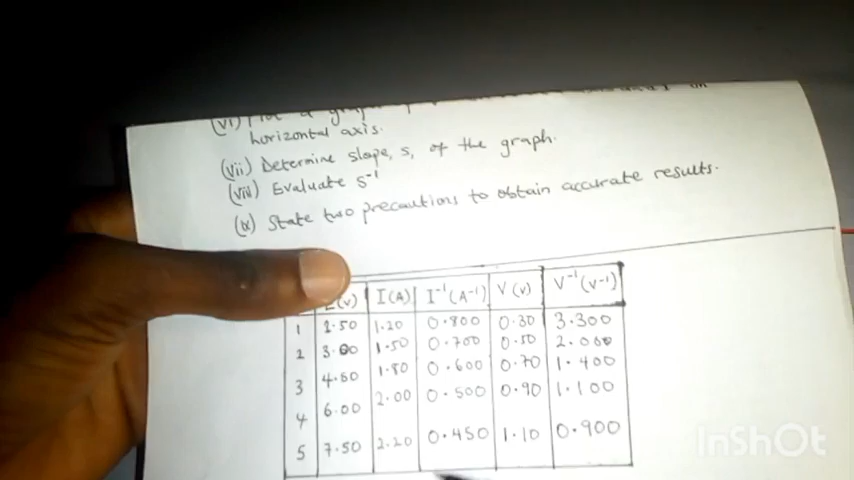 (vi) Plot a graph
horizontal axis.
(vii) Determine slope, s, of the graph.
(viii) Evaluate s⁻¹
(ix) State two precautions to obtain accurate results.
(v) I(A) I⁻¹(A⁻¹) V(v) V⁻¹(v⁻¹)
1 1.50 1.20 0.800 0.30 3.300
2 3.00 1.50 0.700 0.50 2.000
3 4.50 1.80 0.600 0.70 1.400
4 6.00 2.00 0.500 0.90 1.100
5 7.50 2.20 0.450 1.10 0.900
InShOt